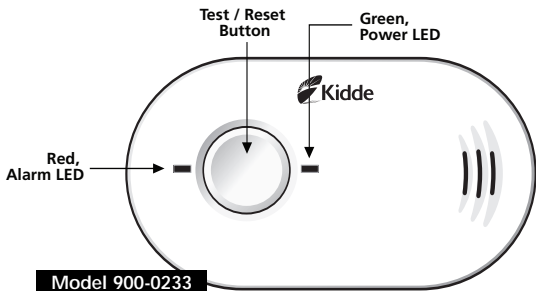 Test / Reset
Button
Green,
Power LED
Kidde
Red,
Alarm LED
Model 900-0233